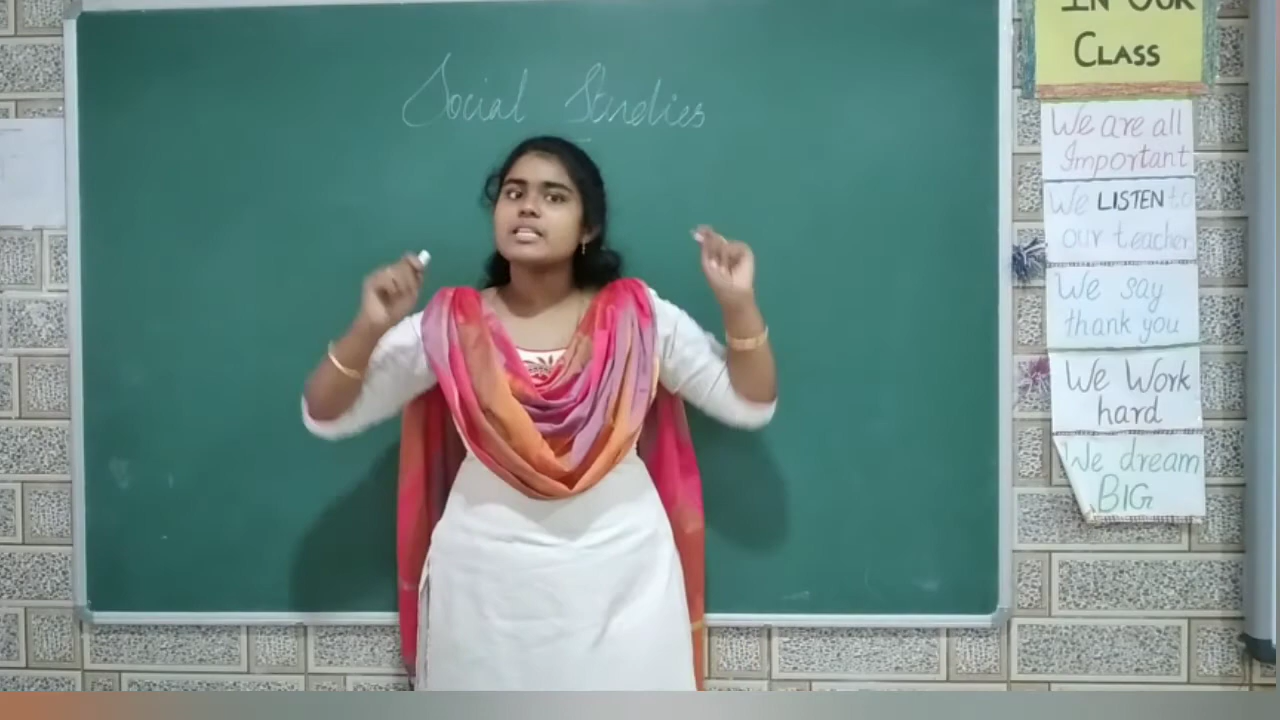 Social Studies
IN OUR
CLASS
We are all
Important
We LISTEN to
our teacher
We say
thank you
We Work
hard
We dream
BIG